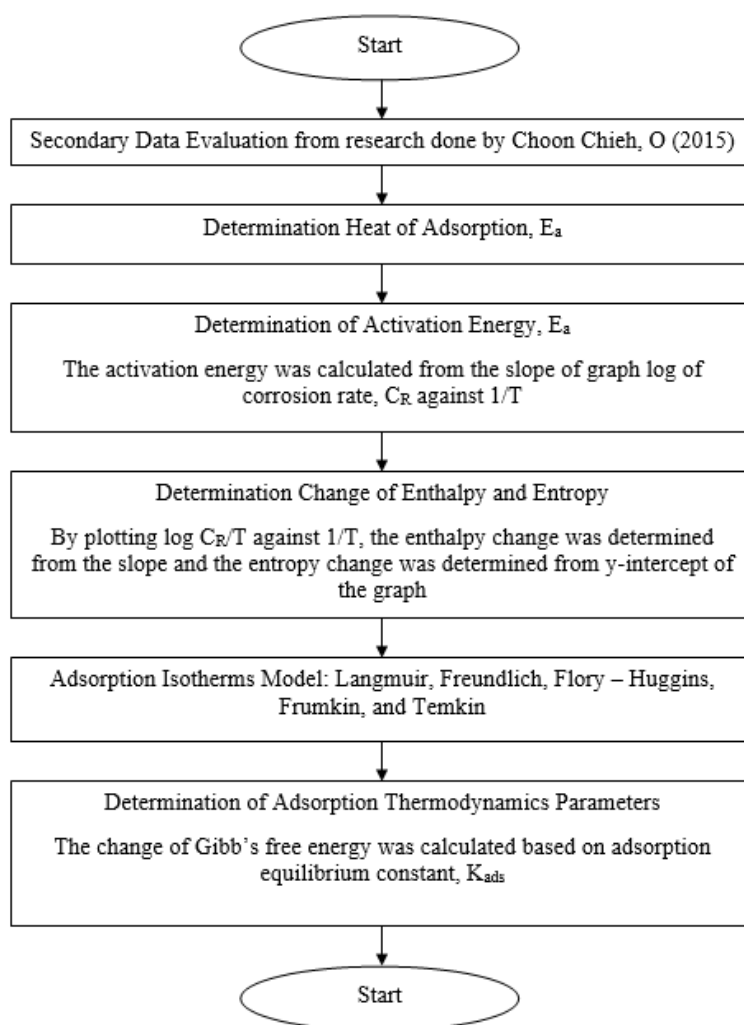 Start
Secondary Data Evaluation from research done by Choon Chieh, O (2015)
Determination Heat of Adsorption, Eₐ
Determination of Activation Energy, Eₐ
The activation energy was calculated from the slope of graph log of
corrosion rate, C_R against 1/T
Determination Change of Enthalpy and Entropy
By plotting log C_R/T against 1/T, the enthalpy change was determined
from the slope and the entropy change was determined from y-intercept of
the graph
Adsorption Isotherms Model: Langmuir, Freundlich, Flory – Huggins,
Frumkin, and Temkin
Determination of Adsorption Thermodynamics Parameters
The change of Gibb’s free energy was calculated based on adsorption
equilibrium constant, K_ads
Start